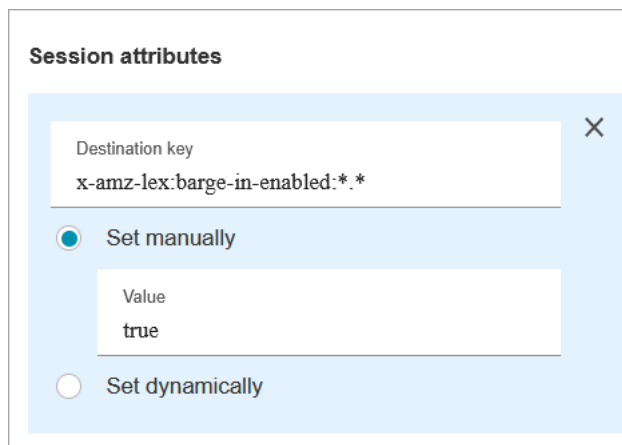 Session attributes
Destination key
x-amz-lex:barge-in-enabled:*.*
Set manually
Value
true
Set dynamically